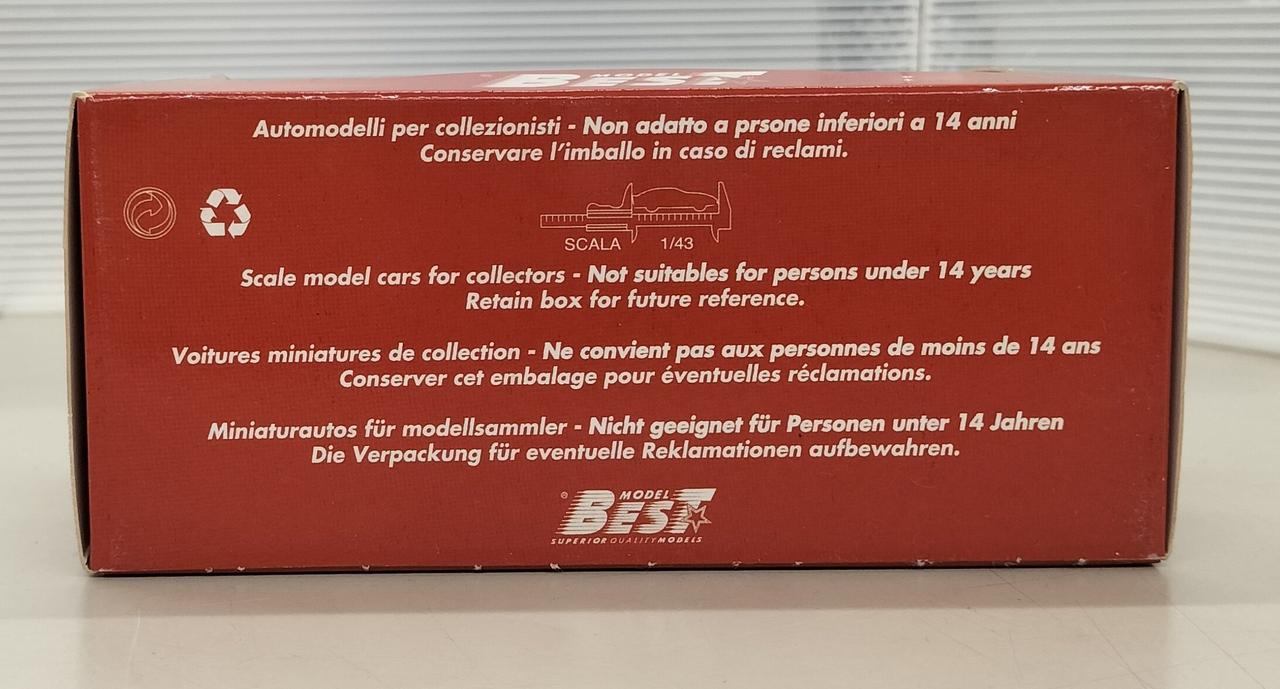 MODEL
BEST
Automodelli per collezionisti - Non adatto a prsone inferiori a 14 anni
Conservare l'imballo in caso di reclami.
SCALA 1/43
Scale model cars for collectors - Not suitables for persons under 14 years
Retain box for future reference.
Voitures miniatures de collection - Ne convient pas aux personnes de moins de 14 ans
Conserver cet embalage pour éventuelles réclamations.
Miniaturautos für modellsammler - Nicht geeignet für Personen unter 14 Jahren
Die Verpackung für eventuelle Reklamationen aufbewahren.
® MODEL
BEST
SUPERIOR QUALITY MODELS